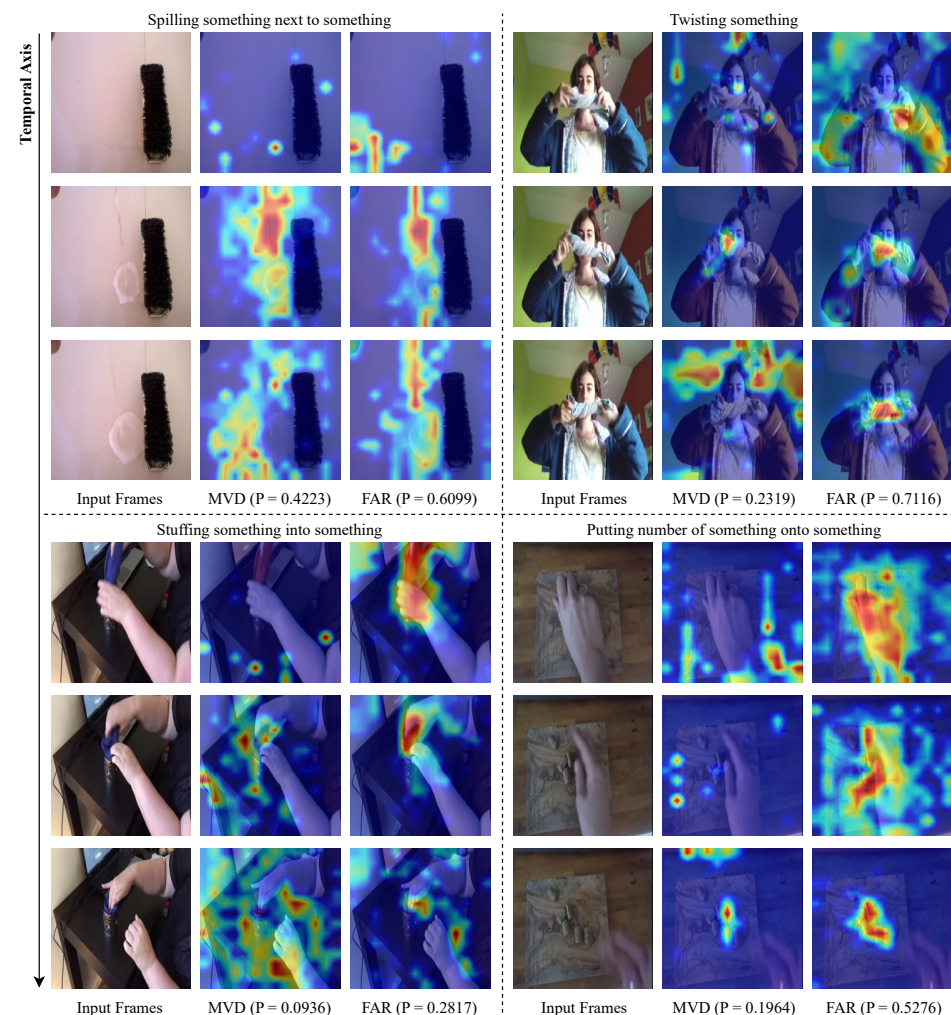 Spilling something next to something
Twisting something
Temporal Axis
Input Frames
MVD (P = 0.4223)
FAR (P = 0.6099)
Input Frames
MVD (P = 0.2319)
FAR (P = 0.7116)
Stuffing something into something
Putting number of something onto something
Input Frames
MVD (P = 0.0936)
FAR (P = 0.2817)
Input Frames
MVD (P = 0.1964)
FAR (P = 0.5276)